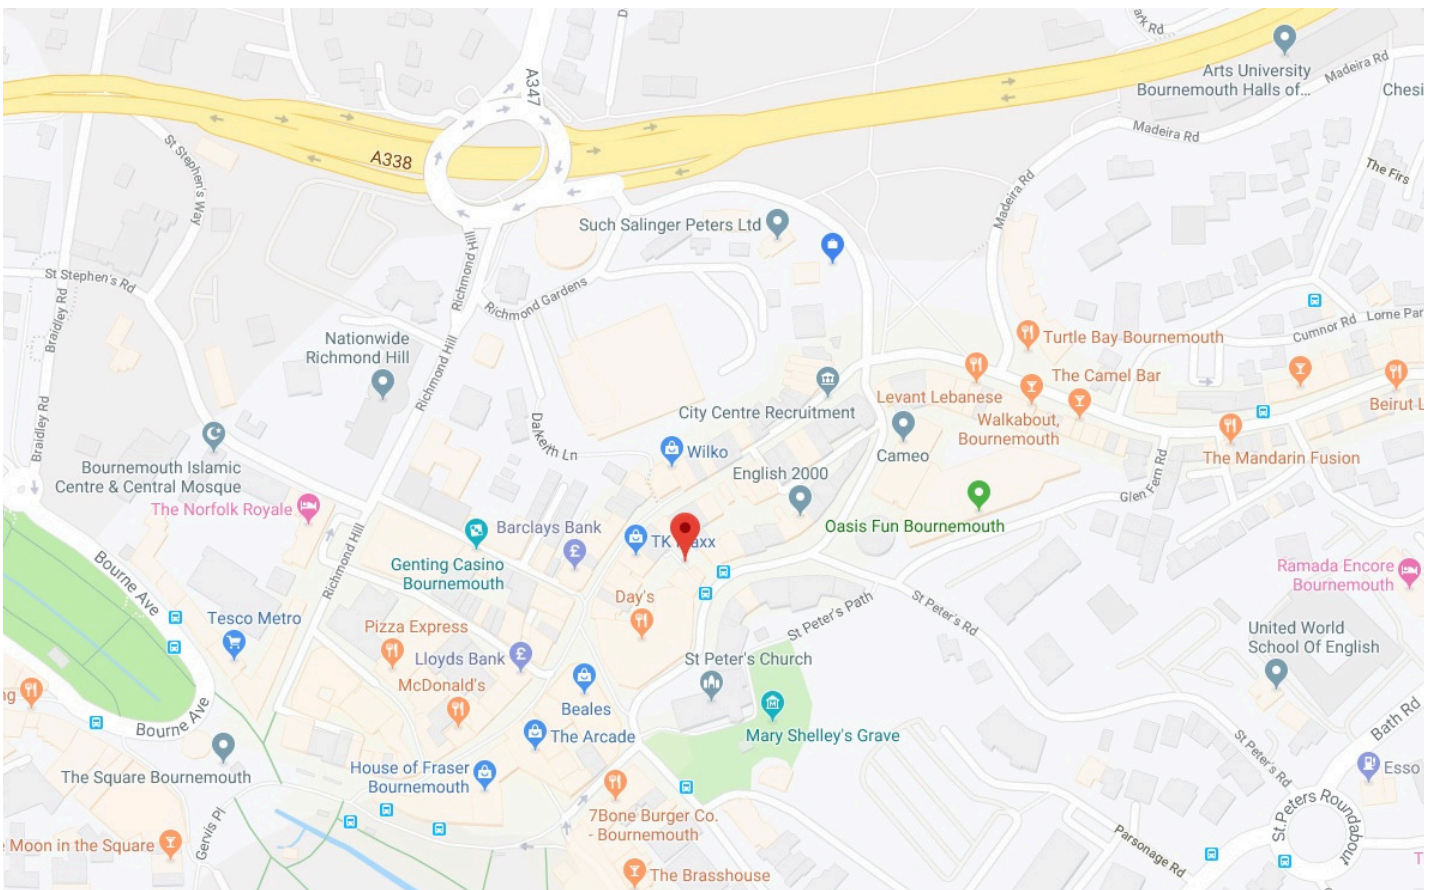 ark Rd
D
A347
Arts University
Bournemouth Halls of...
Madeira Rd
Chesi
Madeira Rd
A338
St Stephen's Way
The Firs
Madeira Rd
Such Salinger Peters Ltd
Richmond Hill
St Stephen's Rd
Richmond Gardens
Braidley Rd
Cumnor Rd
Lorne Par
Nationwide
Richmond Hill
Turtle Bay Bournemouth
Richmond Hill
The Camel Bar
Levant Lebanese
Beirut L
City Centre Recruitment
Walkabout,
Bournemouth
Braidley Rd
Dalkeith Ln
Wilko
Cameo
The Mandarin Fusion
Bournemouth Islamic
Centre & Central Mosque
English 2000
Glen Fern Rd
The Norfolk Royale
Barclays Bank
Oasis Fun Bournemouth
TK axx
Genting Casino
Bournemouth
Richmond Hill
Ramada Encore
Bournemouth
Bourne Ave
Day's
St Peter's Path
St Peter's Rd
Tesco Metro
Pizza Express
United World
School Of English
Lloyds Bank
St Peter's Church
McDonald's
ng
Beales
Bath Rd
Bourne Ave
The Arcade
Mary Shelley's Grave
The Square Bournemouth
House of Fraser
Bournemouth
St Peter's Rd
Esso
7Bone Burger Co.
- Bournemouth
St.Peters Roundabout
Gervis Pl
Moon in the Square
Parsonage Rd
T
The Brasshouse